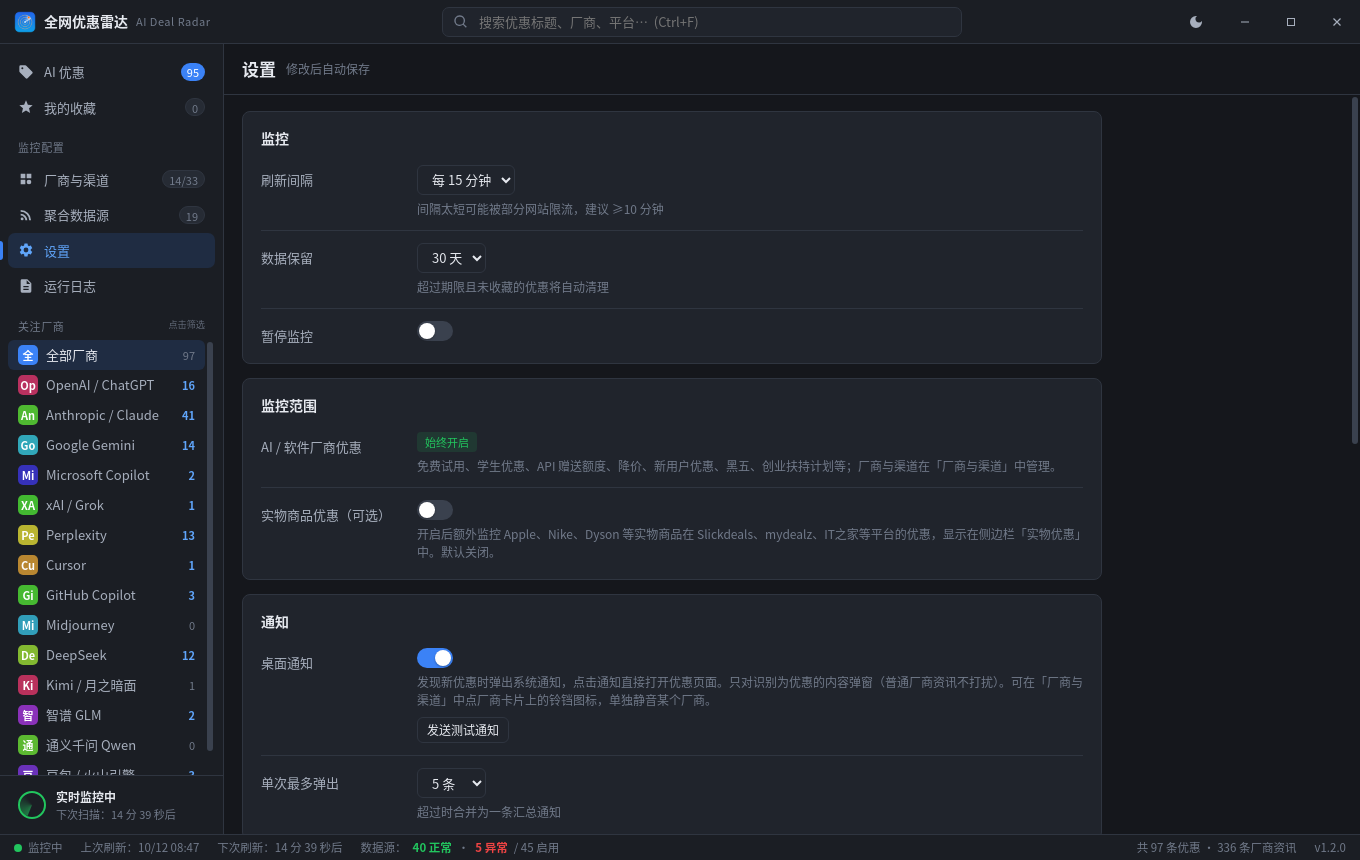 全网优惠雷达 AI Deal Radar
搜索优惠标题、厂商、平台… (Ctrl+F)
AI 优惠 95
我的收藏 0
监控配置
厂商与渠道 14/33
聚合数据源 19
设置
运行日志
关注厂商 点击筛选
全 全部厂商 97
Op OpenAI / ChatGPT 16
An Anthropic / Claude 41
Go Google Gemini 14
Mi Microsoft Copilot 2
XA xAI / Grok 1
Pe Perplexity 13
Cu Cursor 1
Gi GitHub Copilot 3
Mi Midjourney 0
De DeepSeek 12
Ki Kimi / 月之暗面 1
智 智谱 GLM 2
通 通义千问 Qwen 0
豆 豆包 / 火山引擎 3
实时监控中
下次扫描：14 分 39 秒后
设置 修改后自动保存
监控
刷新间隔 每 15 分钟
间隔太短可能被部分网站限流，建议 ≥10 分钟
数据保留 30 天
超过期限且未收藏的优惠将自动清理
暂停监控
监控范围
AI / 软件厂商优惠 始终开启
免费试用、学生优惠、API 赠送额度、降价、新用户优惠、黑五、创业扶持计划等；厂商与渠道在「厂商与渠道」中管理。
实物商品优惠（可选）
开启后额外监控 Apple、Nike、Dyson 等实物商品在 Slickdeals、mydealz、IT之家等平台的优惠，显示在侧边栏「实物优惠」
中。默认关闭。
通知
桌面通知
发现新优惠时弹出系统通知，点击通知直接打开优惠页面。只对识别为优惠的内容弹窗（普通厂商资讯不打扰）。可在「厂商与
渠道」中点厂商卡片上的铃铛图标，单独静音某个厂商。
发送测试通知
单次最多弹出 5 条
超过时合并为一条汇总通知
监控中 上次刷新：10/12 08:47 下次刷新：14 分 39 秒后 数据源： 40 正常 · 5 异常 / 45 启用 共 97 条优惠 · 336 条厂商资讯 v1.2.0